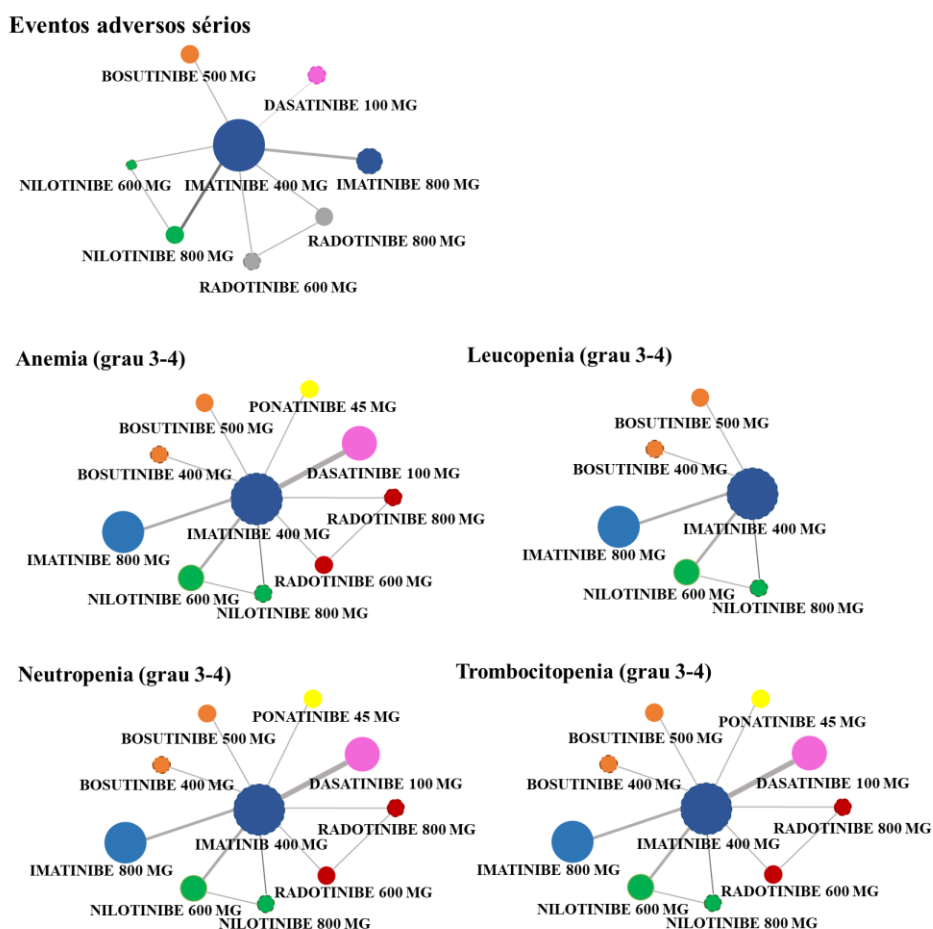 Eventos adversos sérios
BOSUTINIBE 500 MG
DASATINIBE 100 MG
NILOTINIBE 600 MG
IMATINIBE 400 MG
IMATINIBE 800 MG
RADOTINIBE 800 MG
NILOTINIBE 800 MG
RADOTINIBE 600 MG
Anemia (grau 3-4)
PONATINIBE 45 MG
BOSUTINIBE 500 MG
DASATINIBE 100 MG
BOSUTINIBE 400 MG
RADOTINIBE 800 MG
IMATINIBE 400 MG
IMATINIBE 800 MG
RADOTINIBE 600 MG
NILOTINIBE 600 MG
NILOTINIBE 800 MG
Leucopenia (grau 3-4)
BOSUTINIBE 500 MG
BOSUTINIBE 400 MG
IMATINIBE 400 MG
IMATINIBE 800 MG
NILOTINIBE 600 MG
NILOTINIBE 800 MG
Neutropenia (grau 3-4)
PONATINIBE 45 MG
BOSUTINIBE 500 MG
DASATINIBE 100 MG
BOSUTINIBE 400 MG
RADOTINIBE 800 MG
IMATINIB 400 MG
IMATINIBE 800 MG
RADOTINIBE 600 MG
NILOTINIBE 600 MG
NILOTINIBE 800 MG
Trombocitopenia (grau 3-4)
PONATINIBE 45 MG
BOSUTINIBE 500 MG
DASATINIBE 100 MG
BOSUTINIBE 400 MG
RADOTINIBE 800 MG
IMATINIBE 400 MG
IMATINIBE 800 MG
RADOTINIBE 600 MG
NILOTINIBE 600 MG
NILOTINIBE 800 MG